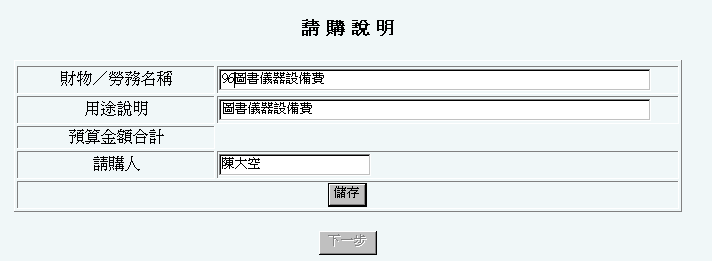 請 購 說 明
財物／勞務名稱 96圖書儀器設備費
用途說明 圖書儀器設備費
預算金額合計
請購人 陳大空
儲存
下一步